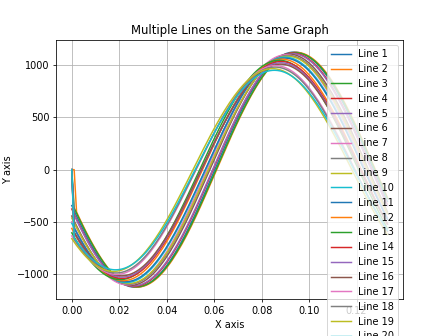 Multiple Lines on the Same Graph
Y axis
1000
500
0
−500
−1000
0.00
0.02
0.04
0.06
0.08
0.10
X axis
Line 1
Line 2
Line 3
Line 4
Line 5
Line 6
Line 7
Line 8
Line 9
Line 10
Line 11
Line 12
Line 13
Line 14
Line 15
Line 16
Line 17
Line 18
Line 19
Line 20